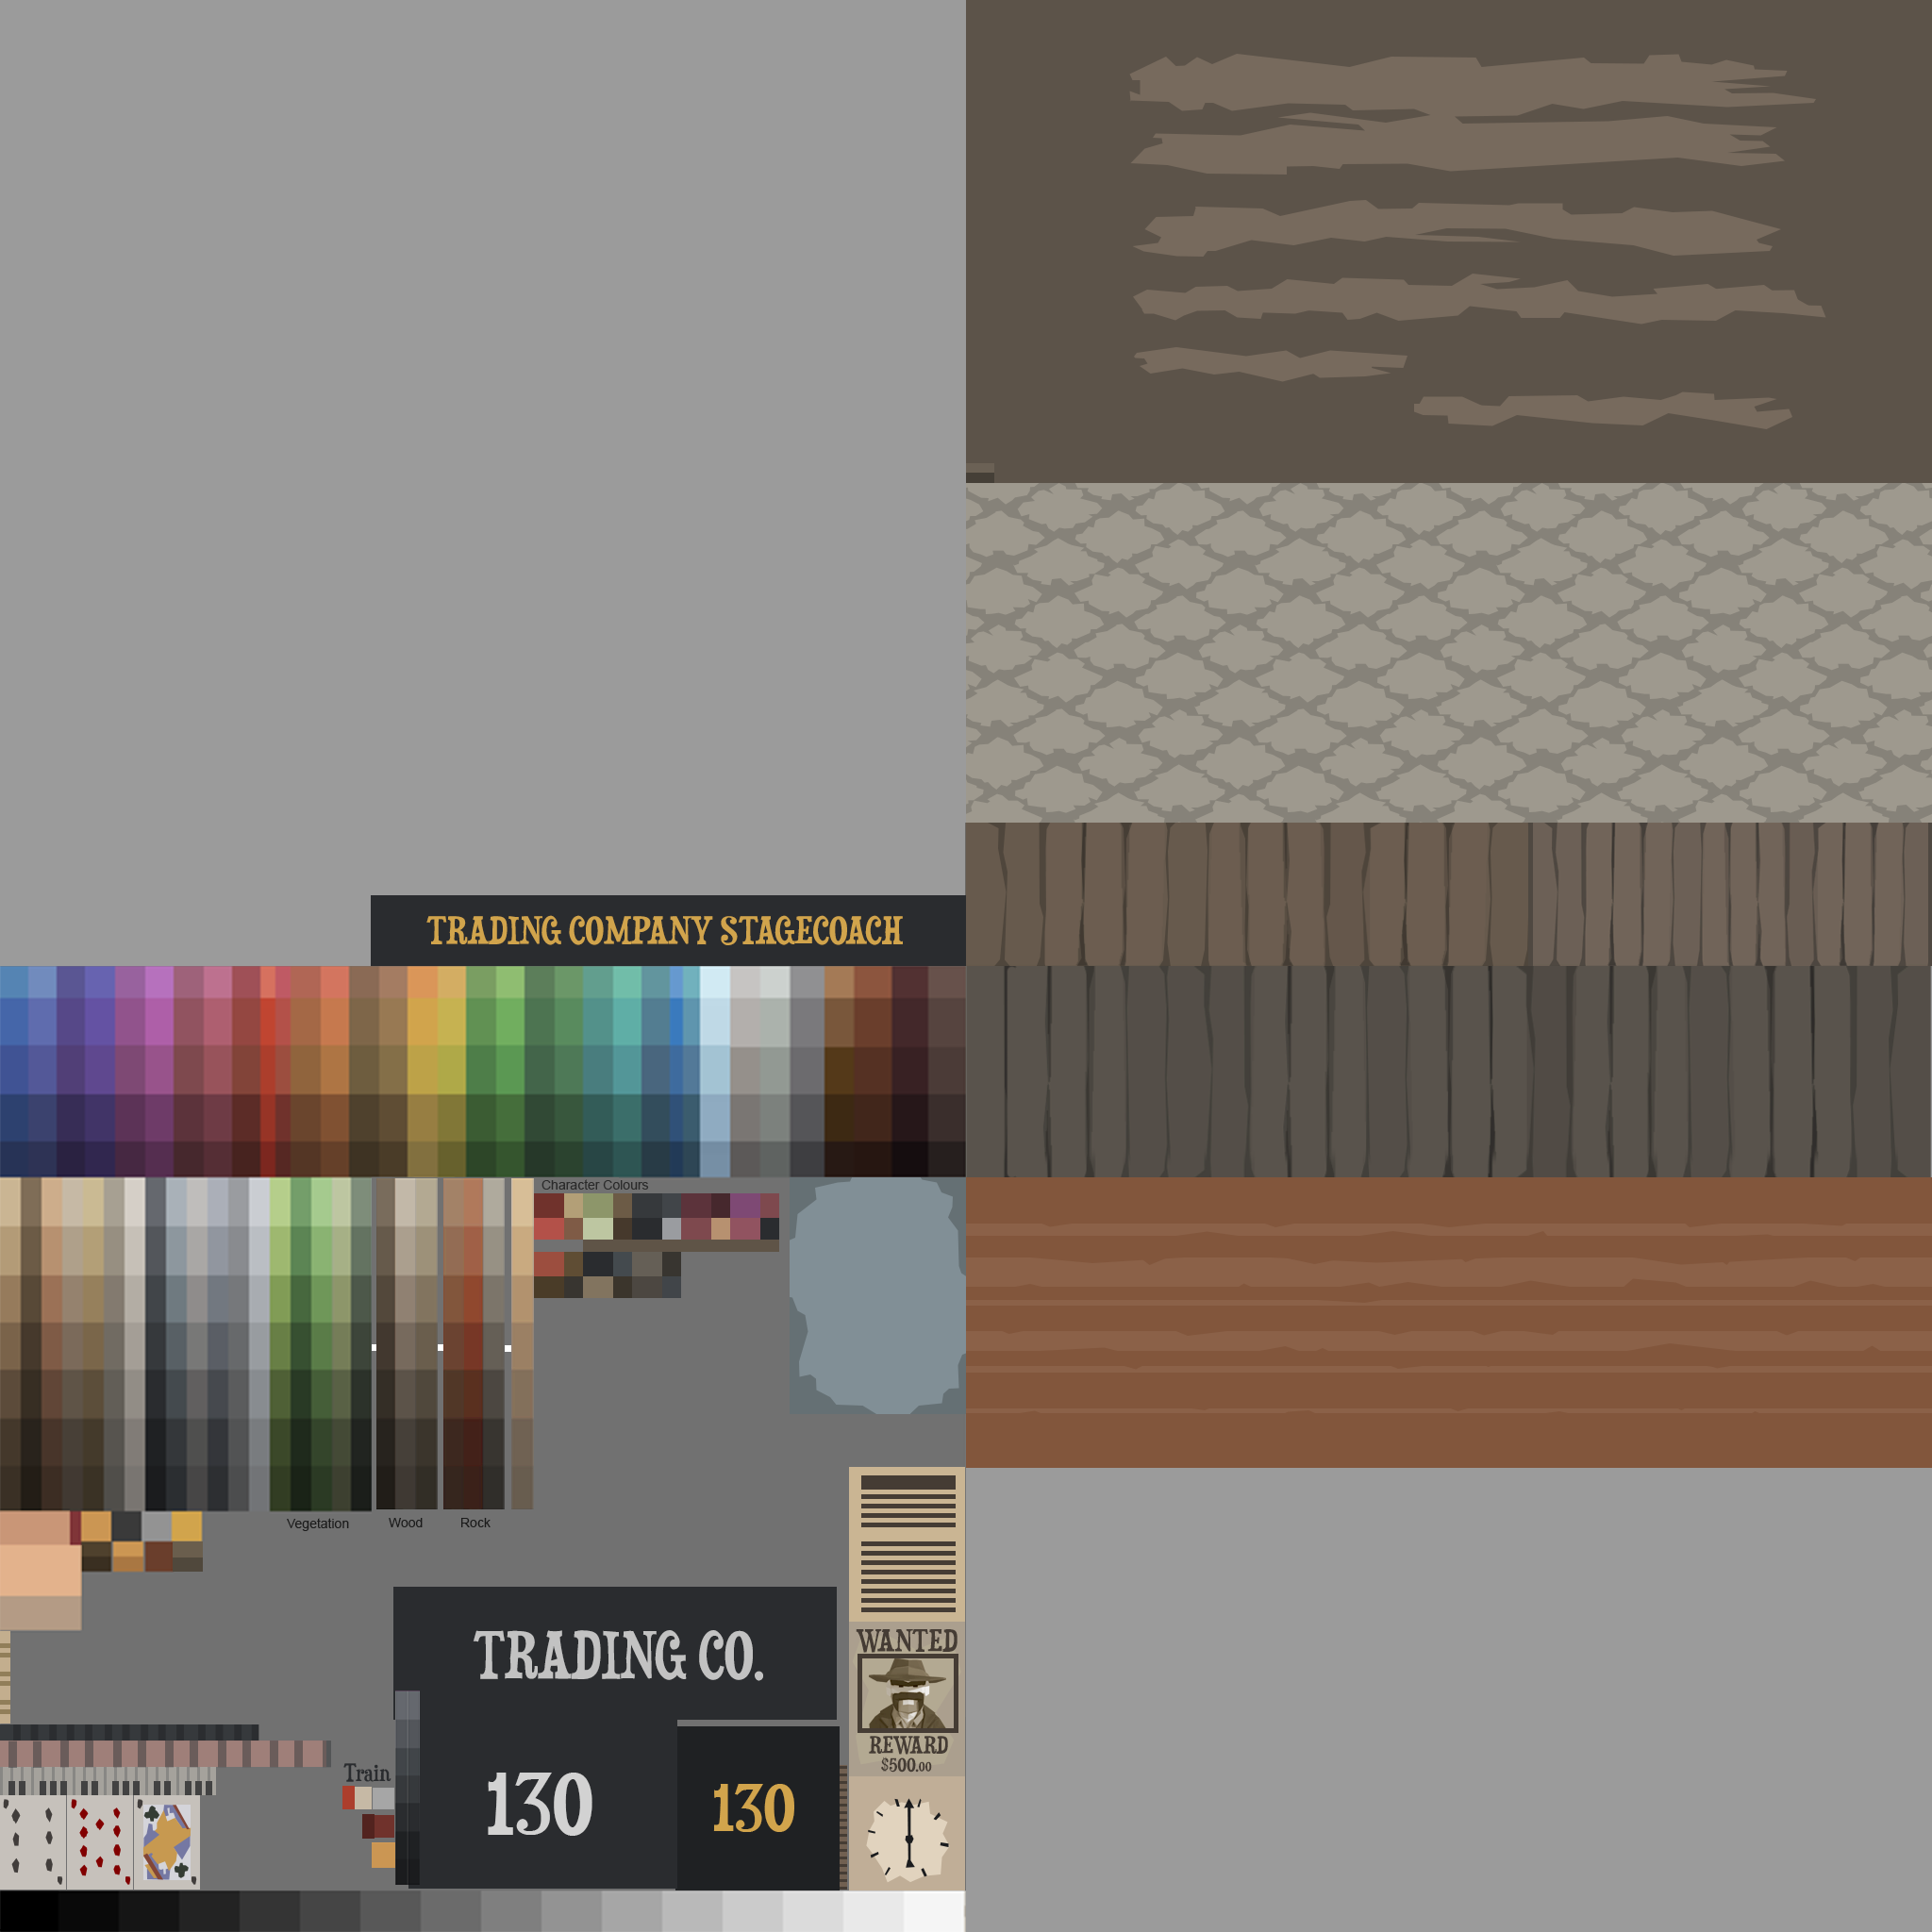 TRADING COMPANY STAGECOACH
Character Colours
Vegetation
Wood
Rock
TRADING CO.
WANTED
REWARD
$500.00
Train
130
130